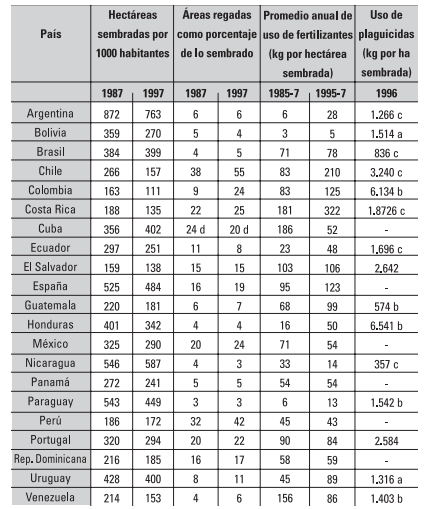 País | Hectáreas sembradas por 1000 habitantes | Áreas regadas como porcentaje de lo sembrado | Promedio anual de uso de fertilizantes (kg por hectárea sembrada) | Uso de plaguicidas (kg por ha sembrada)
1987 1997 1987 1997 1985-7 1995-7 1996
Argentina 872 763 6 6 6 28 1.266 c
Bolivia 359 270 5 4 3 5 1.514 a
Brasil 384 399 4 5 71 78 836 c
Chile 266 157 38 55 83 210 3.240 c
Colombia 163 111 9 24 83 125 6.134 b
Costa Rica 188 135 22 25 181 322 1.8726 c
Cuba 356 402 24 d 20 d 186 52 -
Ecuador 297 251 11 8 23 48 1.696 c
El Salvador 159 138 15 15 103 106 2.642
España 525 484 16 19 95 123 -
Guatemala 220 181 6 7 68 99 574 b
Honduras 401 342 4 4 16 50 6.541 b
México 325 290 20 24 71 54 -
Nicaragua 546 587 4 3 33 14 357 c
Panamá 272 241 5 5 54 54 -
Paraguay 543 449 3 3 6 13 1.542 b
Perú 186 172 32 42 45 43 -
Portugal 320 294 20 22 90 84 2.584
Rep. Dominicana 216 185 16 17 58 59 -
Uruguay 428 400 8 11 45 89 1.316 a
Venezuela 214 153 4 6 156 86 1.403 b